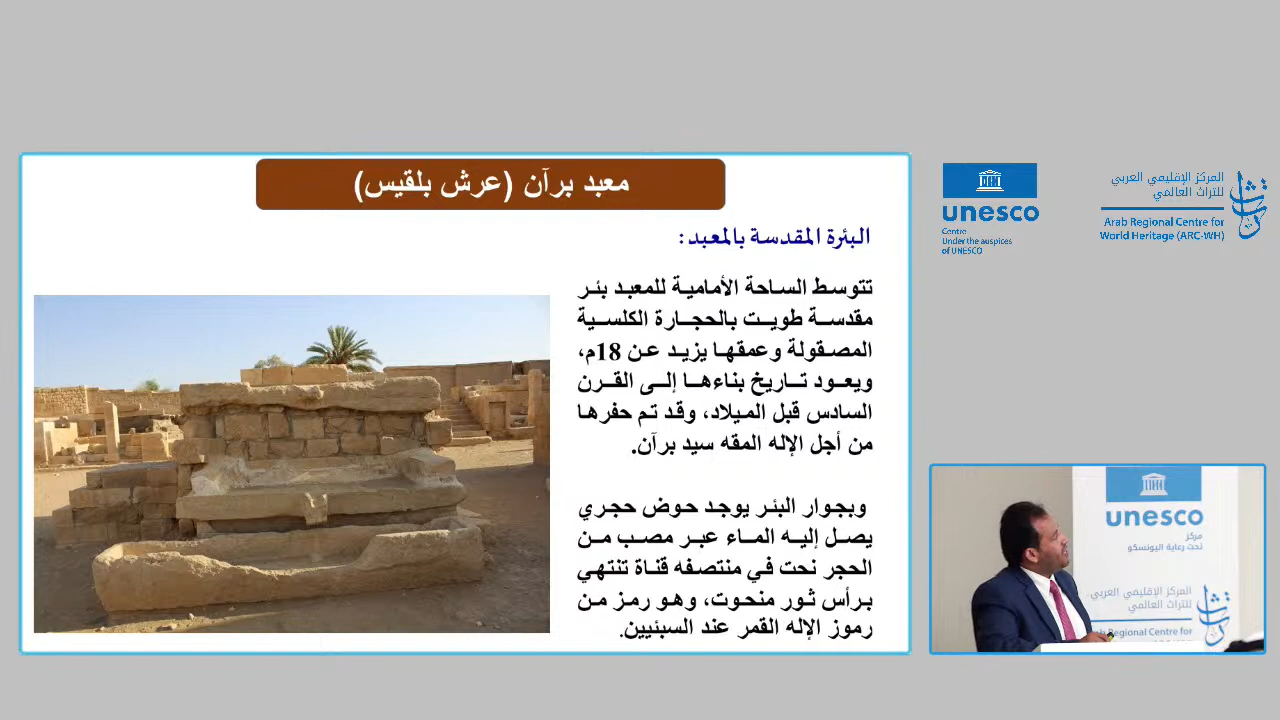 معبد برآن (عرش بلقيس)
البئرة المقدسة بالمعبد :
تتوسط الساحة الأمامية للمعبد بئر
مقدسة طويت بالحجارة الكلسية
المصقولة وعمقها يزيد عن 18م،
ويعود تاريخ بناءها إلى القرن
السادس قبل الميلاد، وقد تم حفرها
من أجل الإله المقه سيد برآن.
وبجوار البئر يوجد حوض حجري
يصل إليه الماء عبر مصب من
الحجر نحت في منتصفه قناة تنتهي
برأس ثور منحوت، وهو رمز من
رموز الإله القمر عند السبئيين.
unesco
Centre
Under the auspices
of UNESCO
المركز الإقليمي العربي
للتراث العالمي
Arab Regional Centre for
World Heritage (ARC-WH)
تراث
unesco
مركز
تحت رعاية اليونسكو
المركز الإقليمي العربي
للتراث العالمي
Regional Centre for